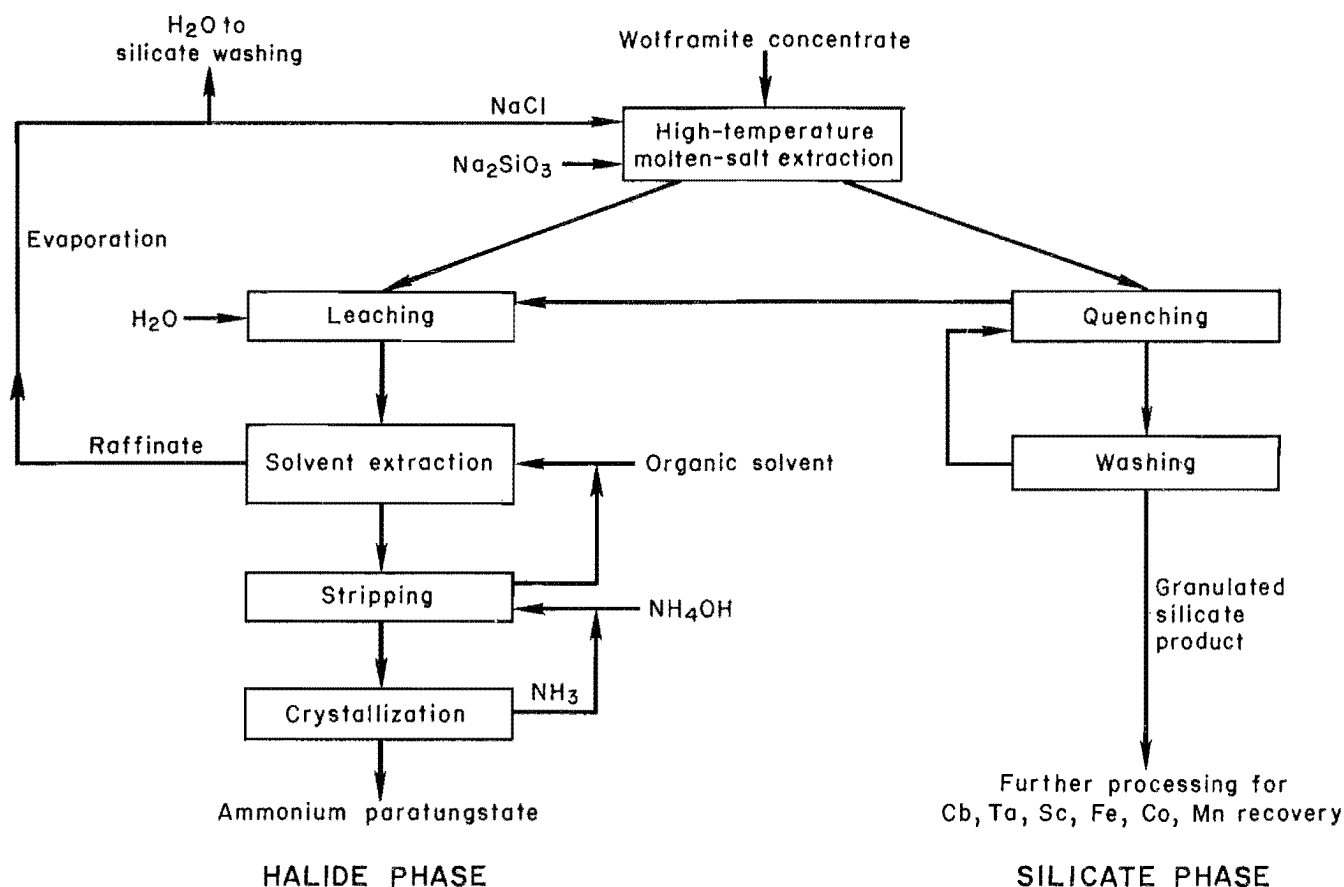 H₂O to
silicate washing
Wolframite concentrate
NaCl
High-temperature
molten-salt extraction
Na₂SiO₃
Evaporation
H₂O
Leaching
Quenching
Raffinate
Solvent extraction
Organic solvent
Washing
Stripping
NH₄OH
Granulated
silicate
product
NH₃
Crystallization
Ammonium paratungstate
Further processing for
Cb, Ta, Sc, Fe, Co, Mn recovery
HALIDE PHASE
SILICATE PHASE